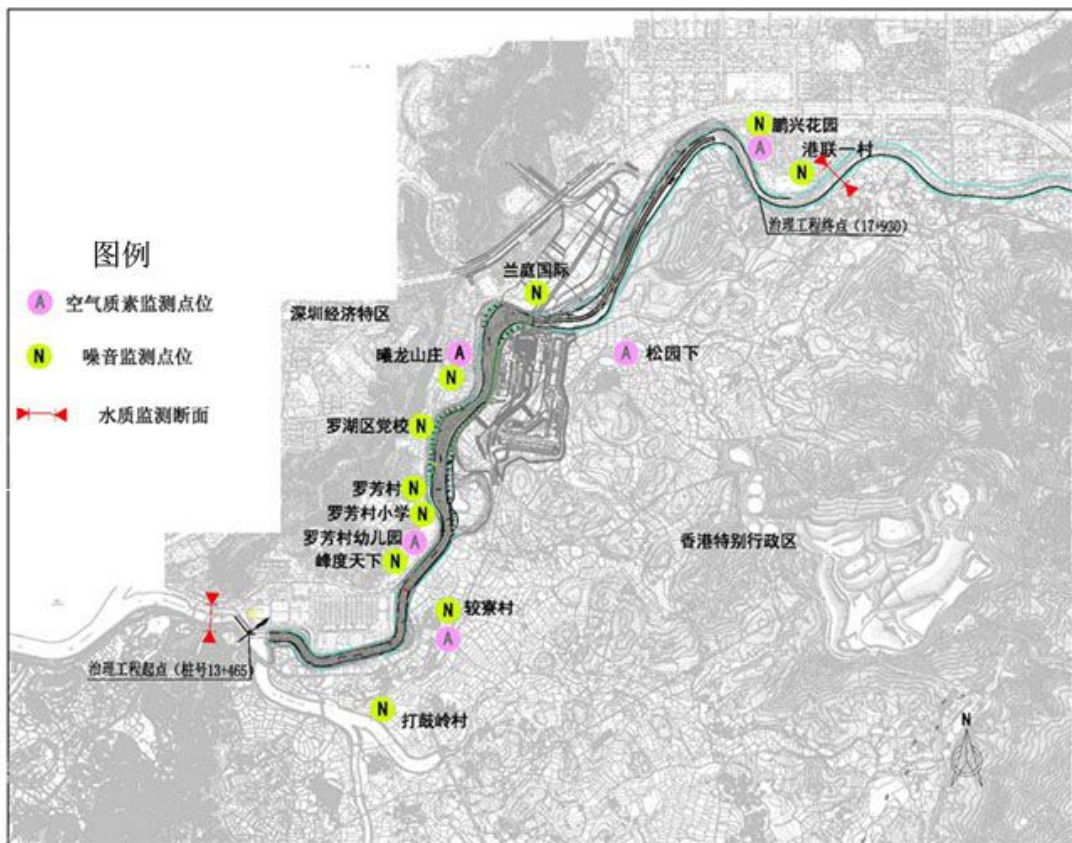 N
鹏兴花园
A
港联一村
N
治理工程终点（17+930）
图例
兰庭国际
N
A
空气质素监测点位
深圳经济特区
N
噪音监测点位
曦龙山庄
A
N
A
松园下
水质监测断面
罗湖区党校
N
罗芳村
N
罗芳村小学
N
罗芳村幼儿园
A
香港特别行政区
峰度天下
N
N
较寮村
A
治理工程起点（桩号13+465）
N
打鼓岭村
N